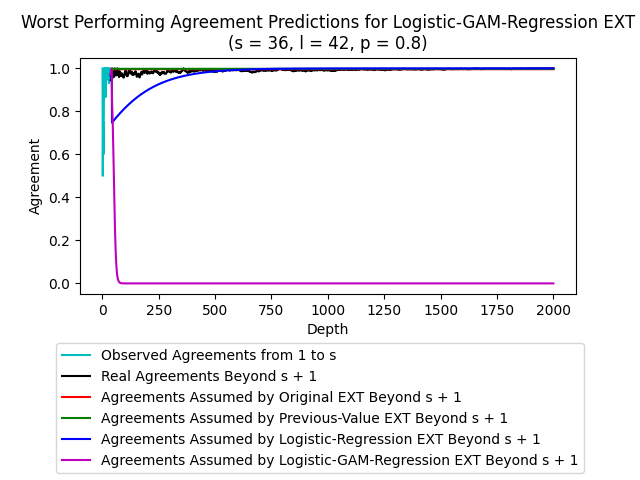 Worst Performing Agreement Predictions for Logistic-GAM-Regression EXT
(s = 36, l = 42, p = 0.8)
1.0
0.8
0.6
0.4
0.2
0.0
Agreement
0 250 500 750 1000 1250 1500 1750 2000
Depth
Observed Agreements from 1 to s
Real Agreements Beyond s + 1
Agreements Assumed by Original EXT Beyond s + 1
Agreements Assumed by Previous-Value EXT Beyond s + 1
Agreements Assumed by Logistic-Regression EXT Beyond s + 1
Agreements Assumed by Logistic-GAM-Regression EXT Beyond s + 1